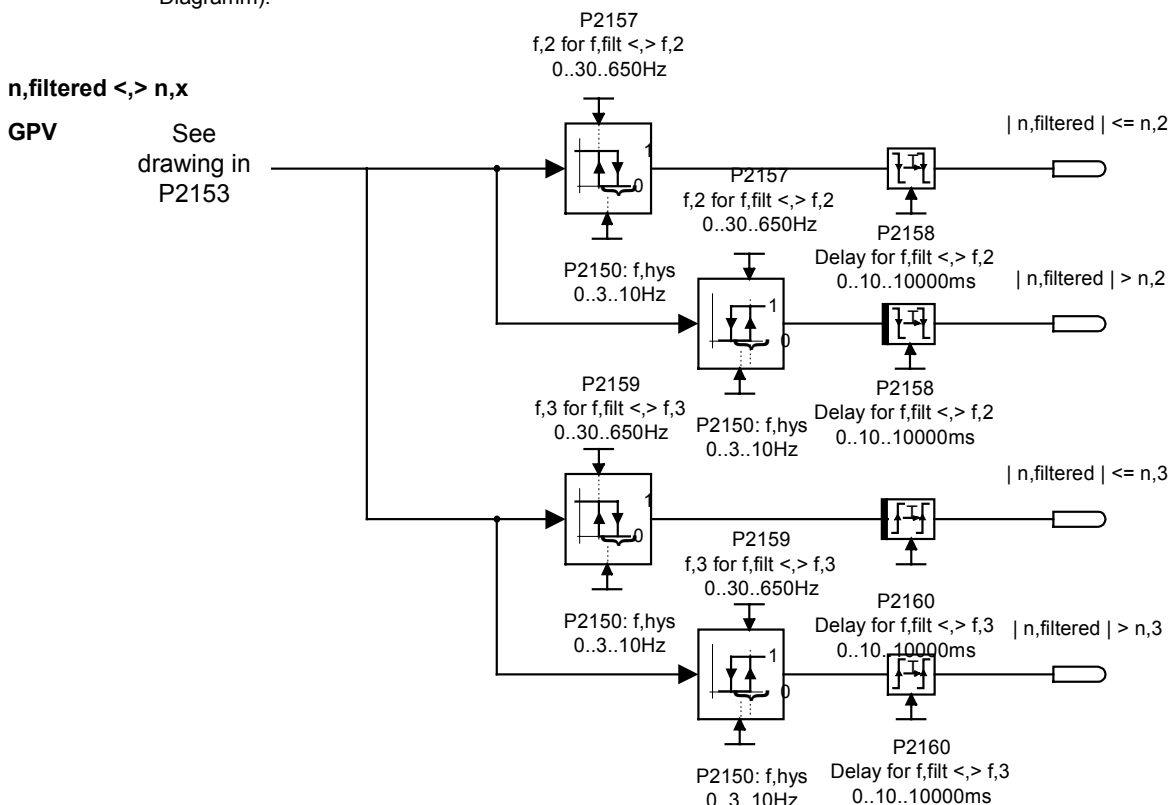 Diagramm).
P2157
f,2 for f,filt <,> f,2
0..30..650Hz
n,filtered <,> n,x
GPV
See
drawing in
P2153
| n,filtered | <= n,2
1
0
T
P2157
f,2 for f,filt <,> f,2
0..30..650Hz
P2150: f,hys
0..3..10Hz
P2158
Delay for f,filt <,> f,2
0..10..10000ms
| n,filtered | > n,2
1
0
T
P2159
f,3 for f,filt <,> f,3
0..30..650Hz
P2150: f,hys
0..3..10Hz
P2158
Delay for f,filt <,> f,2
0..10..10000ms
| n,filtered | <= n,3
1
0
T
P2159
f,3 for f,filt <,> f,3
0..30..650Hz
P2150: f,hys
0..3..10Hz
P2160
Delay for f,filt <,> f,3
0..10..10000ms
| n,filtered | > n,3
1
0
T
P2150: f,hys
0..3..10Hz
P2160
Delay for f,filt <,> f,3
0..10..10000ms